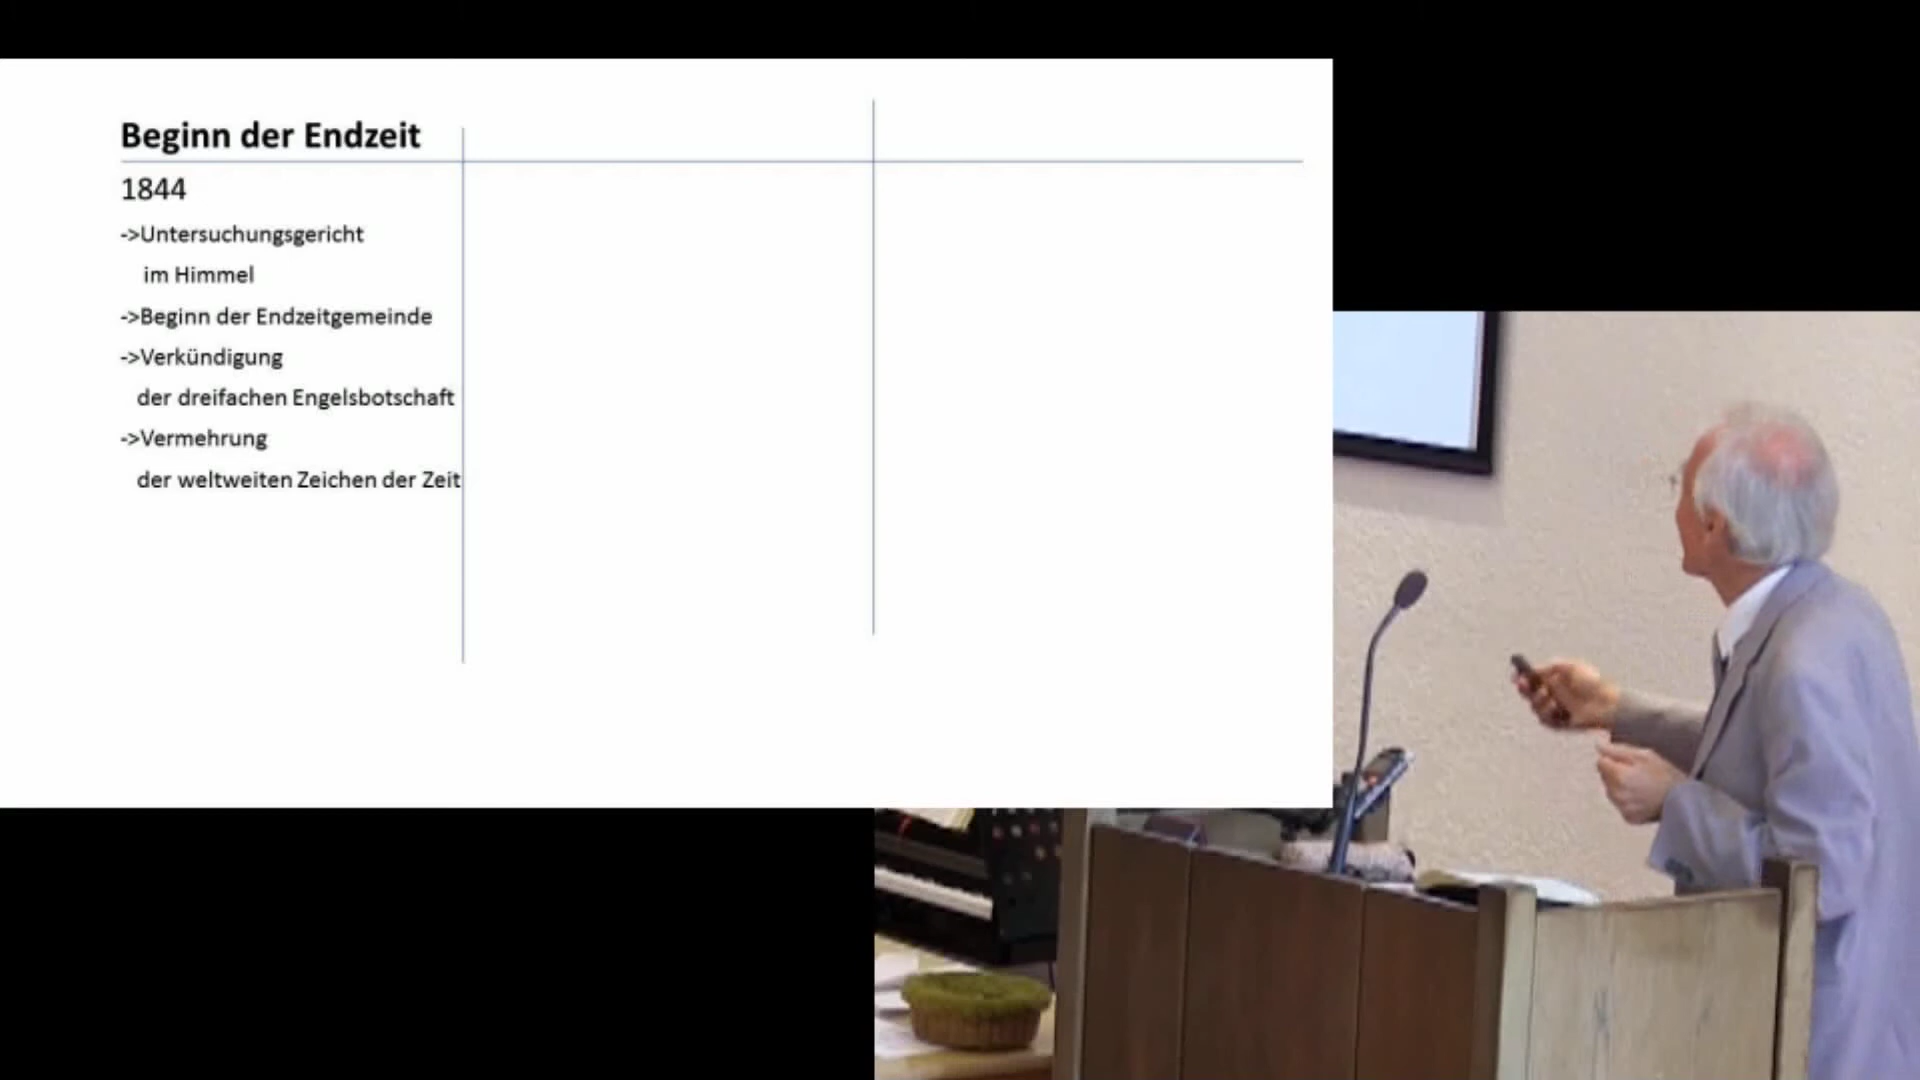 Beginn der Endzeit
1844
->Untersuchungsgericht
im Himmel
->Beginn der Endzeitgemeinde
->Verkündigung
der dreifachen Engelsbotschaft
->Vermehrung
der weltweiten Zeichen der Zeit